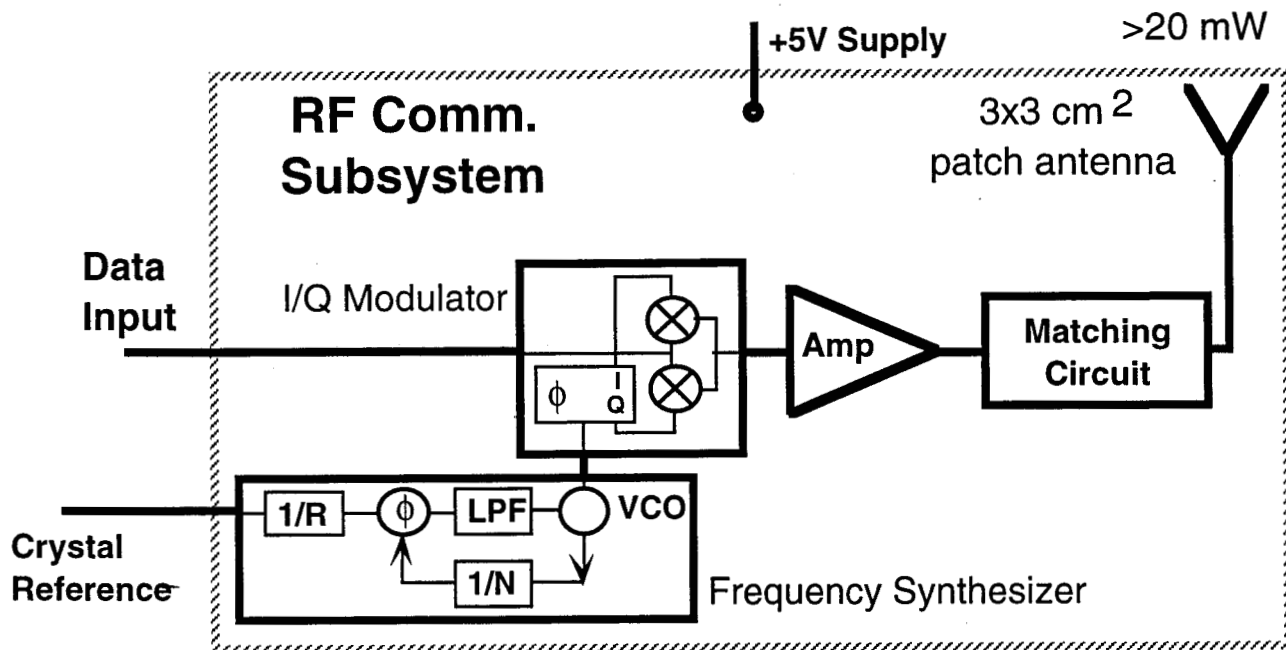 +5V Supply
>20 mW
RF Comm.
Subsystem
3x3 cm 2
patch antenna
Data
Input
I/Q Modulator
ϕ
I
Q
Amp
Matching
Circuit
1/R
ϕ
LPF
VCO
1/N
Crystal
Reference
Frequency Synthesizer